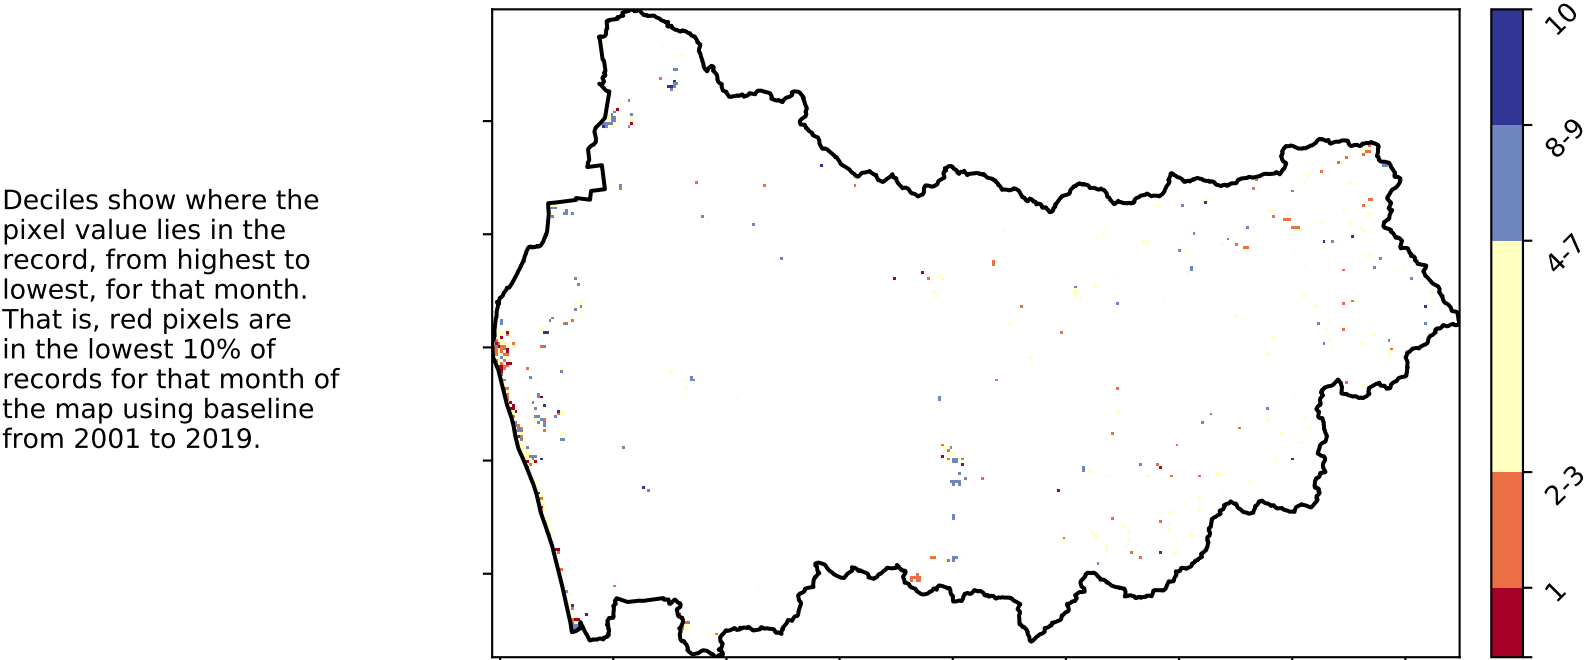 Deciles show where the
pixel value lies in the
record, from highest to
lowest, for that month.
That is, red pixels are
in the lowest 10% of
records for that month of
the map using baseline
from 2001 to 2019.
10
8-9
4-7
2-3
1